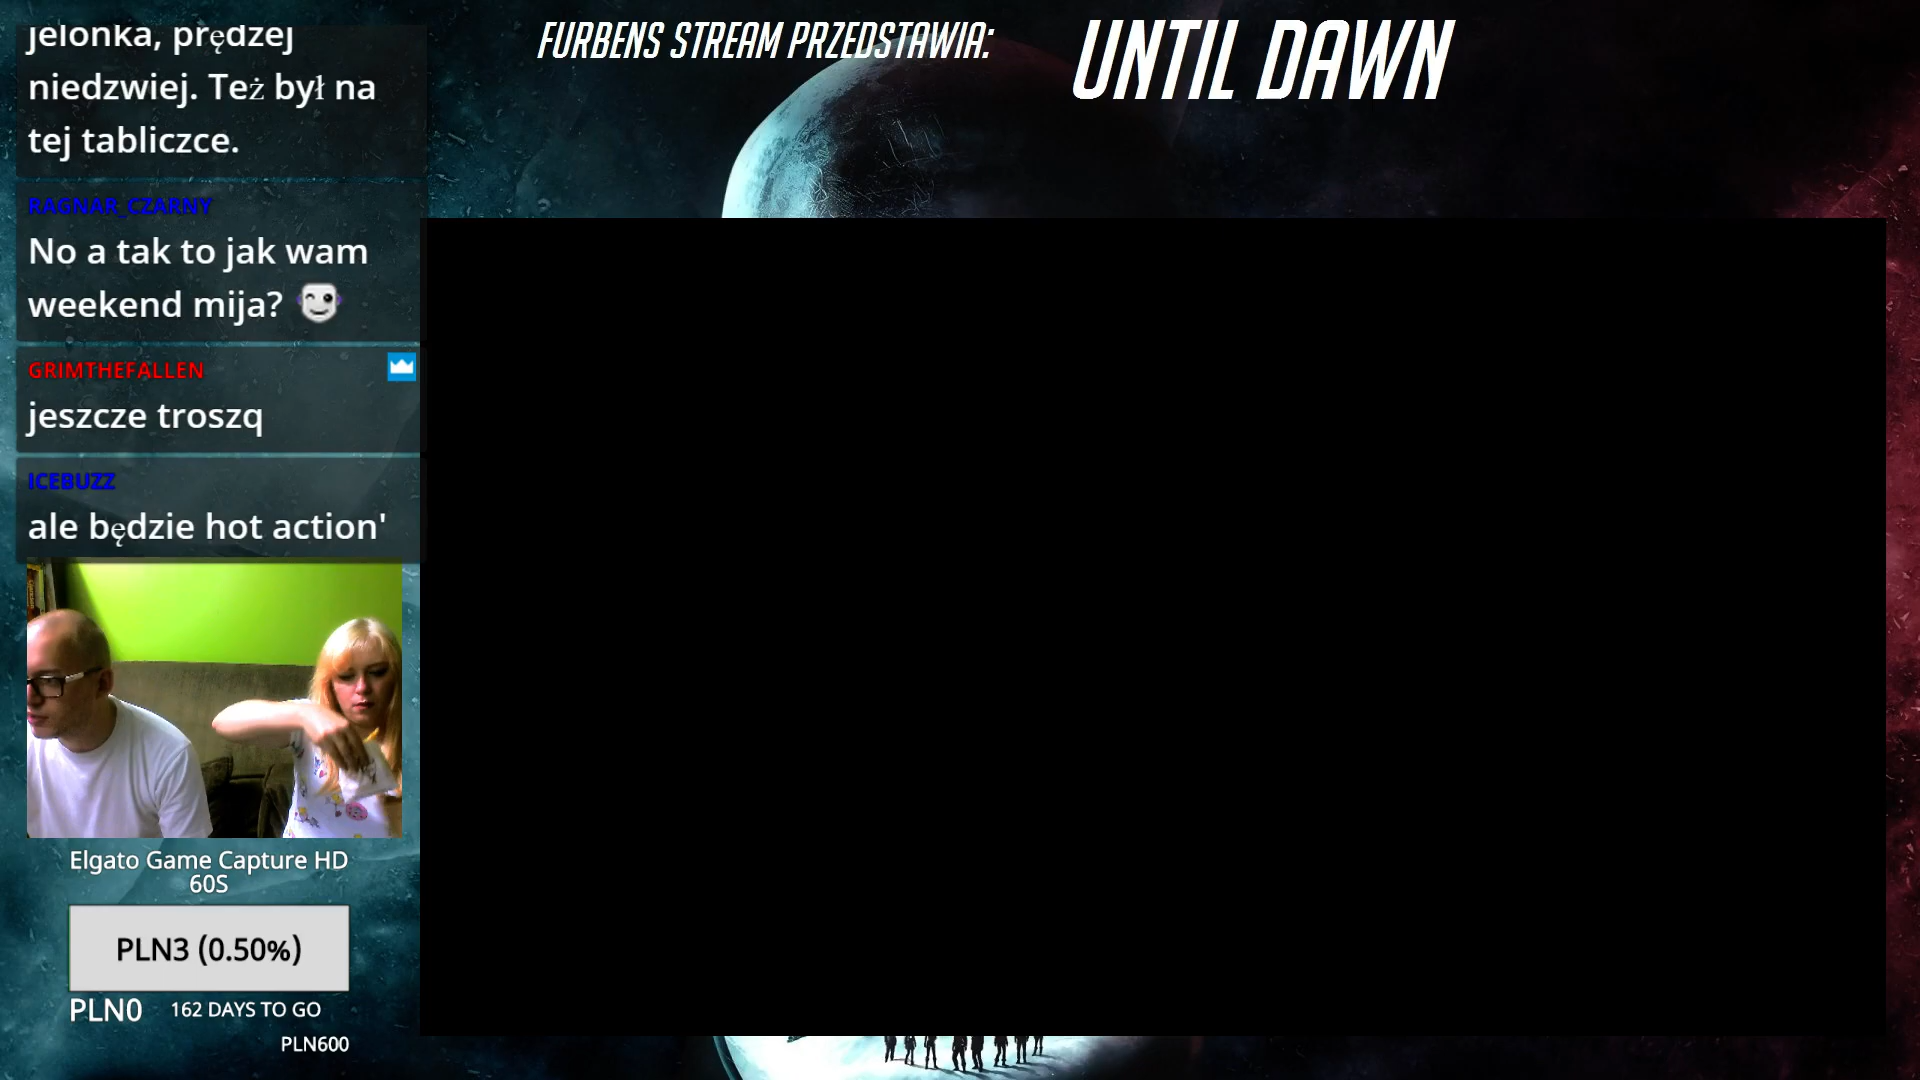 FURBENS STREAM PRZEDSTAWIA:
UNTIL DAWN
jelonka, prędzej
niedzwiej. Też był na
tej tabliczce.
RAGNAR_CZARNY
No a tak to jak wam
weekend mija?
GRIMTHEFALLEN
jeszcze troszq
ICEBUZZ
ale będzie hot action'
Elgato Game Capture HD
60S
PLN3 (0.50%)
PLN0
162 DAYS TO GO
PLN600